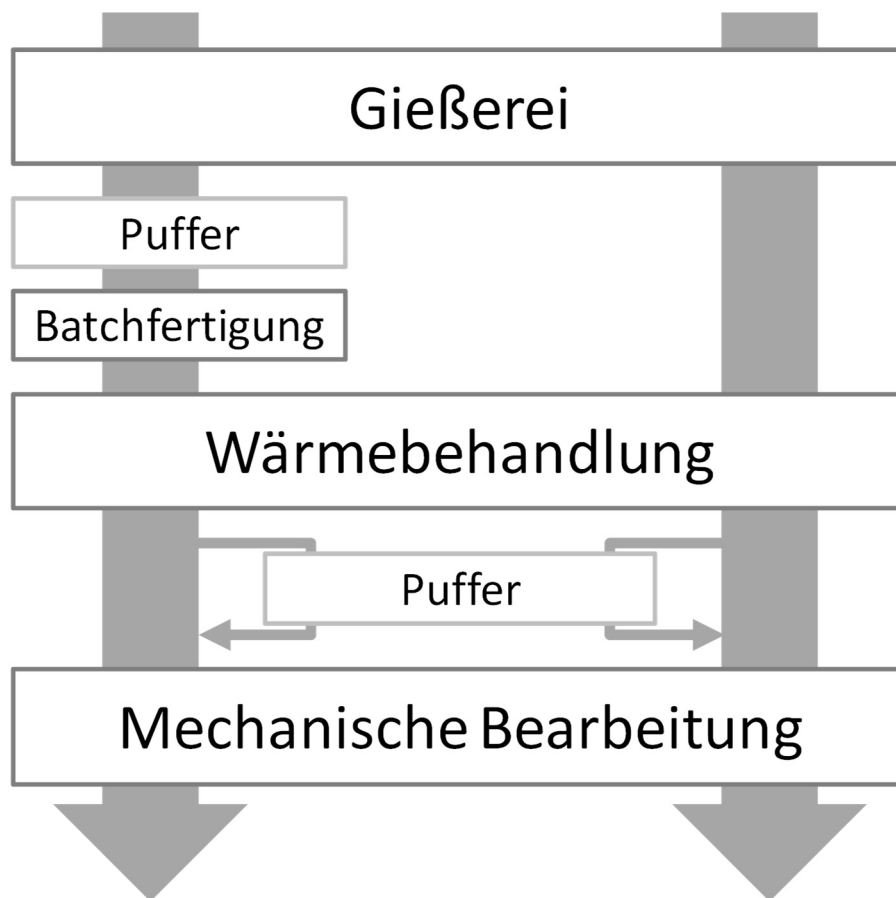 Gießerei
Puffer
Batchfertigung
Wärmebehandlung
Puffer
Mechanische Bearbeitung